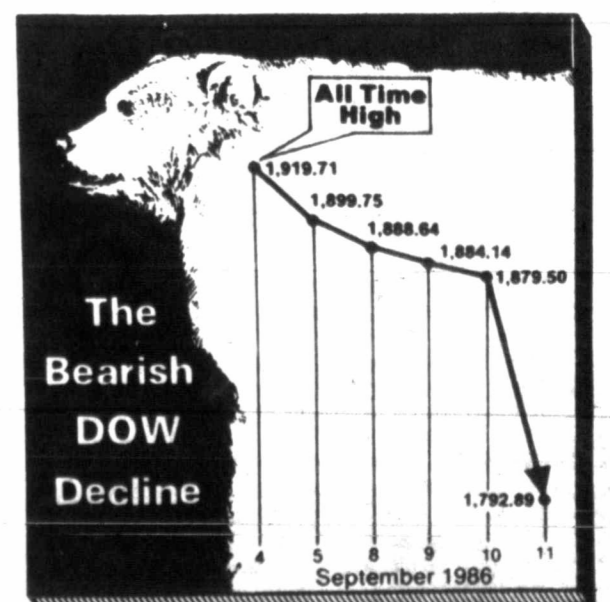 All Time
High
1,919.71
1,899.75
1,888.64
1,884.14
1,879.50
The
Bearish
DOW
Decline
1,792.89
4 5 8 9 10 11
September 1986